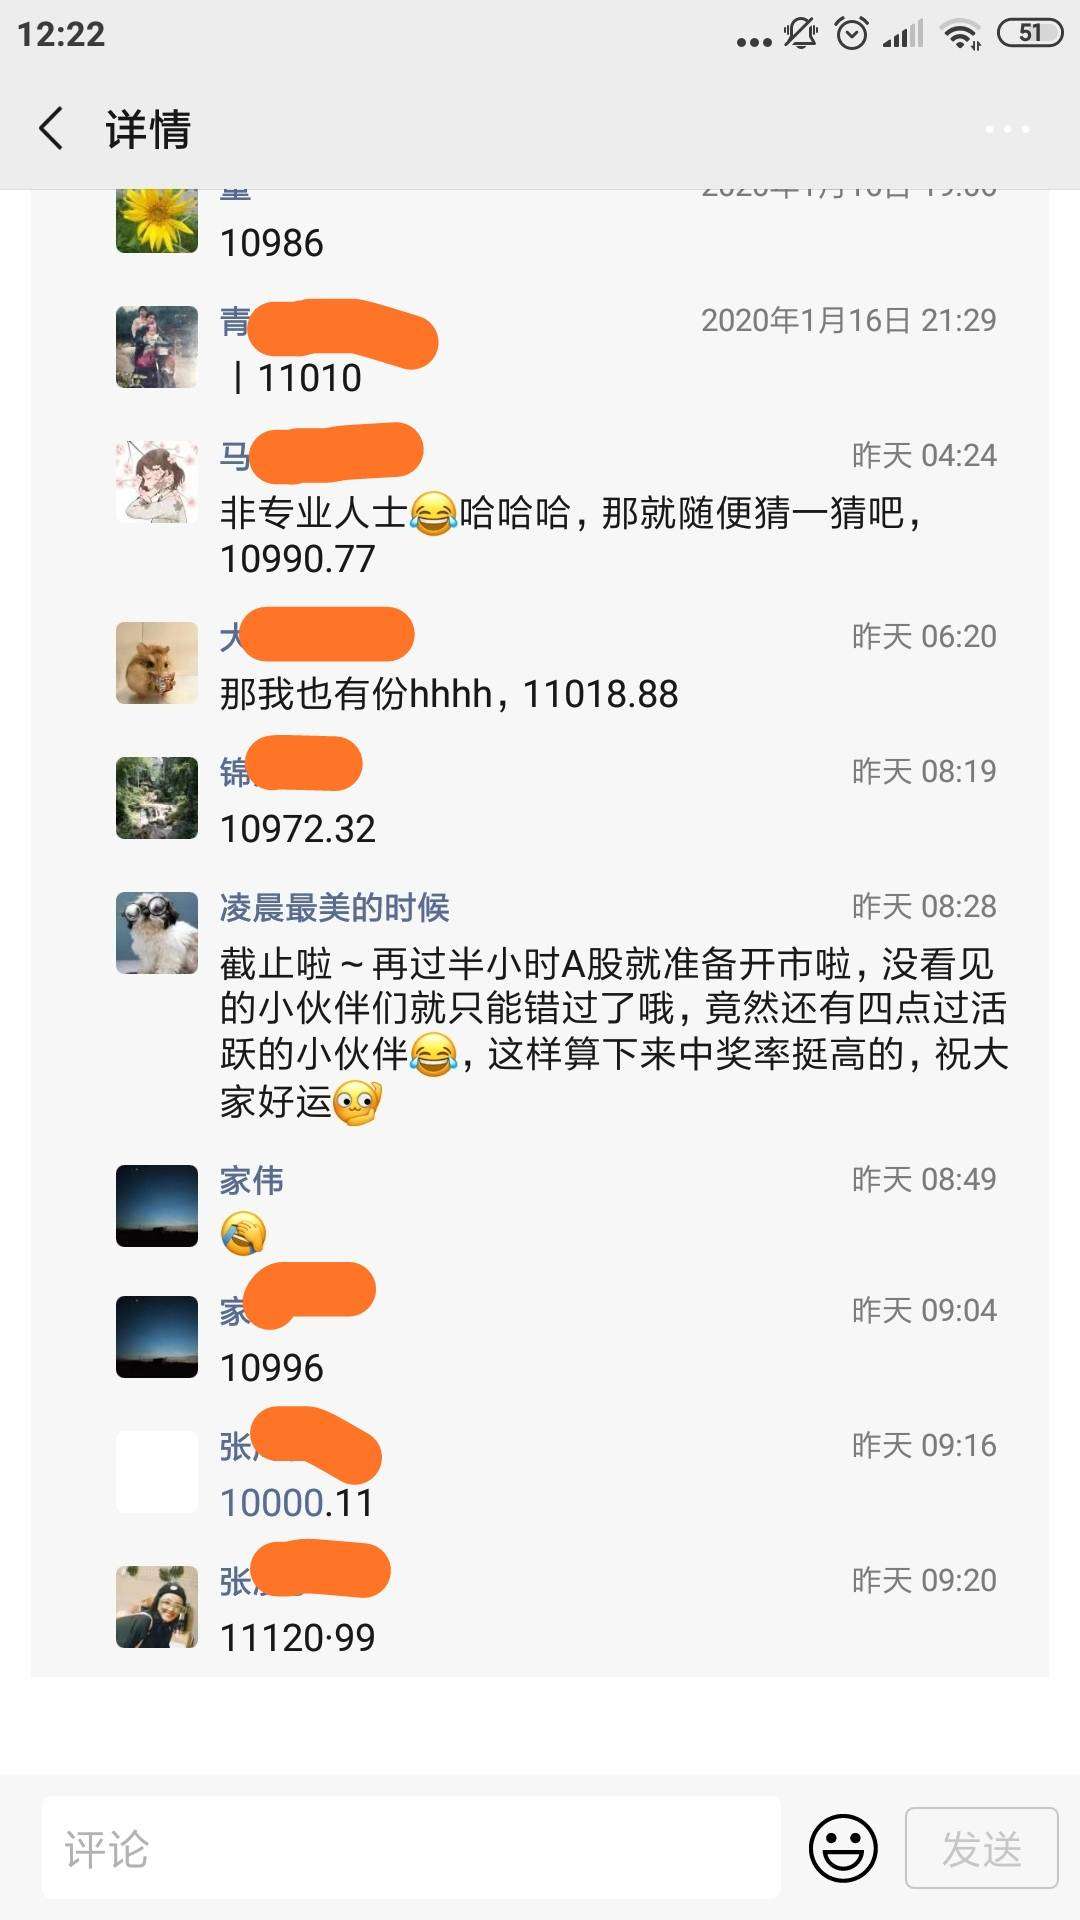 12:22
51
详情
10986
青
2020年1月16日 21:29
| 11010
马
昨天 04:24
非专业人士😂哈哈哈, 那就随便猜一猜吧,
10990.77
大
昨天 06:20
那我也有份hhhh, 11018.88
锦
昨天 08:19
10972.32
凌晨最美的时候
昨天 08:28
截止啦~再过半小时A股就准备开市啦, 没看见
的小伙伴们就只能错过了哦, 竟然还有四点过活
跃的小伙伴😂, 这样算下来中奖率挺高的, 祝大
家好运
家伟
昨天 08:49
家
昨天 09:04
10996
张
昨天 09:16
10000.11
张
昨天 09:20
11120·99
评论
发送